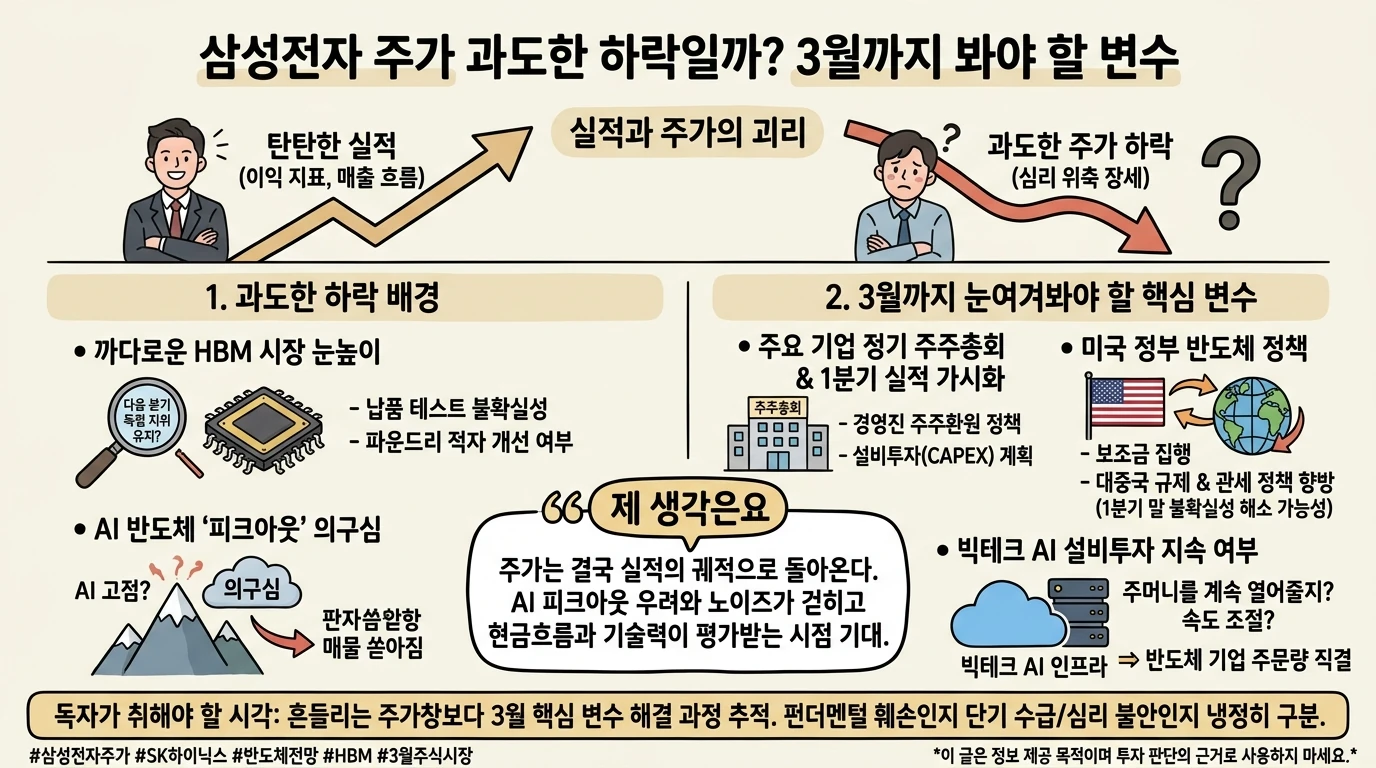 삼성전자 주가 과도한 하락일까? 3월까지 봐야 할 변수
탄탄한 실적
(이익 지표, 매출 흐름)
실적과 주가의 괴리
?
과도한 주가 하락
(심리 위축 장세)
?
1. 과도한 하락 배경
• 까다로운 HBM 시장 눈높이
다음 분기
독점 지위
유지?
- 납품 테스트 불확실성
- 파운드리 적자 개선 여부
• AI 반도체 ‘피크아웃’ 의구심
AI 고점?
???
의구심
매물 쏟아짐
2. 3월까지 눈여겨봐야 할 핵심 변수
• 주요 기업 정기 주주총회
& 1분기 실적 가시화
추추총회
- 경영진 주주환원 정책
- 설비투자(CAPEX) 계획
• 미국 정부 반도체 정책
- 보조금 집행
- 대중국 규제 & 관세 정책 향방
(1분기 말 불확실성 해소 가능성)
• 빅테크 AI 설비투자 지속 여부
주머니를 계속 열어줄지?
속도 조절?
빅테크 AI 인프라 ⇒ 반도체 기업 주문량 직결
“ 제 생각은요
주가는 결국 실적의 궤적으로 돌아온다.
AI 피크아웃 우려와 노이즈가 걷히고
현금흐름과 기술력이 평가받는 시점 기대.
독자가 취해야 할 시각: 흔들리는 주가창보다 3월 핵심 변수 해결 과정 추적. 펀더멘털 훼손인지 단기 수급/심리 불안인지 냉정히 구분.
#삼성전자주가 #SK하이닉스 #반도체전망 #HBM #3월주식시장
*이 글은 정보 제공 목적이며 투자 판단의 근거로 사용하지 마세요.*